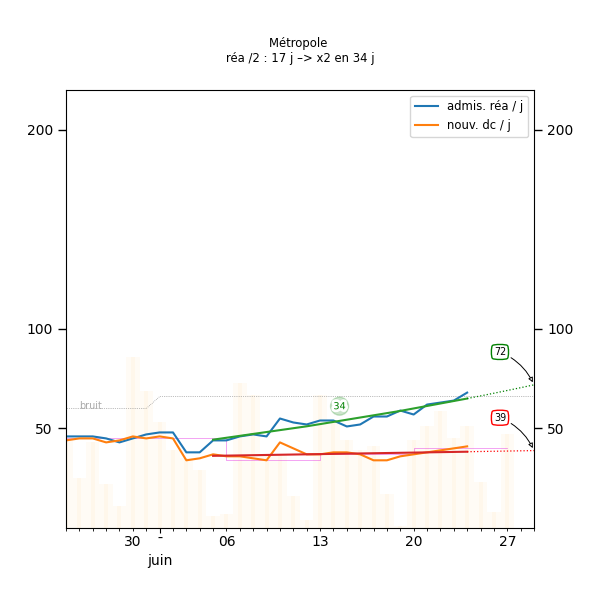 Métropole
réa /2 : 17 j –> x2 en 34 j
admis. réa / j
nouv. dc / j
200
200
100
100
72
bruit
34
39
50
50
30
-
06
13
20
27
juin